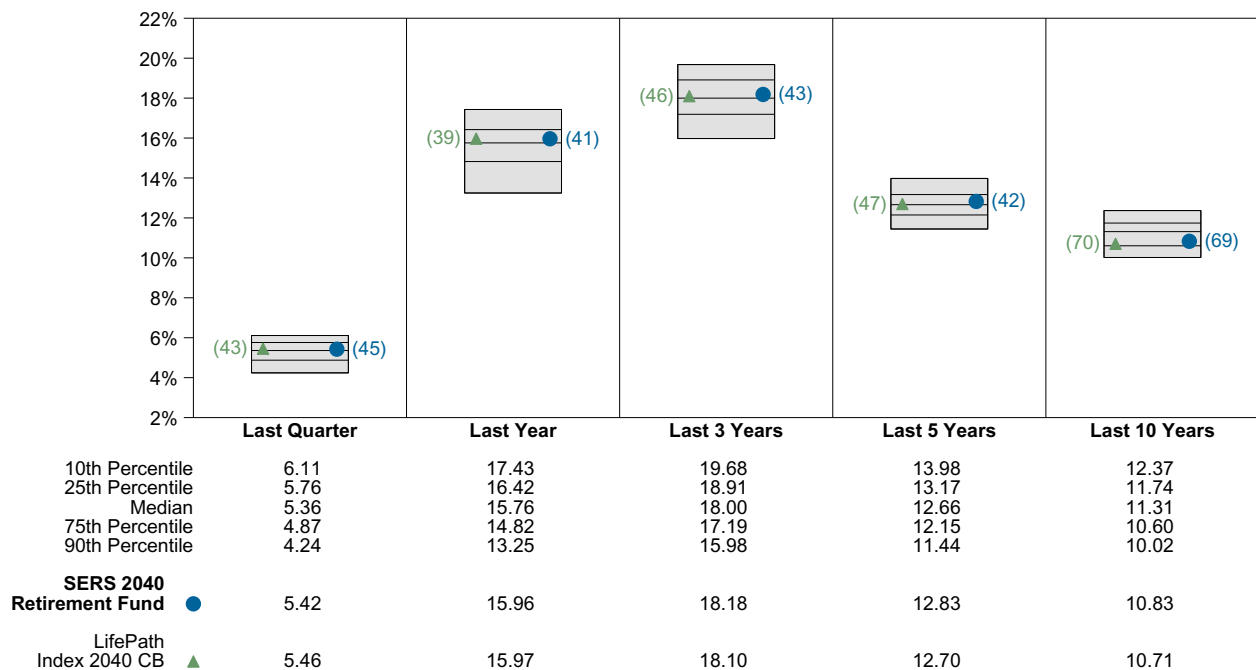 22%
20%
18%
16%
14%
12%
10%
8%
6%
4%
2%
(43) (45)
(39) (41)
(46) (43)
(47) (42)
(70) (69)
Last Quarter Last Year Last 3 Years Last 5 Years Last 10 Years
10th Percentile 6.11 17.43 19.68 13.98 12.37
25th Percentile 5.76 16.42 18.91 13.17 11.74
Median 5.36 15.76 18.00 12.66 11.31
75th Percentile 4.87 14.82 17.19 12.15 10.60
90th Percentile 4.24 13.25 15.98 11.44 10.02
SERS 2040
Retirement Fund 5.42 15.96 18.18 12.83 10.83
LifePath
Index 2040 CB 5.46 15.97 18.10 12.70 10.71